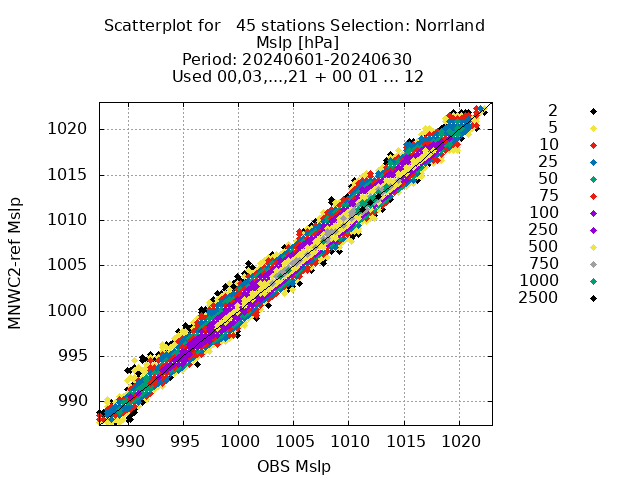 Scatterplot for   45 stations Selection: Norrland
Mslp [hPa]
Period: 20240601-20240630
Used 00,03,...,21 + 00 01 ... 12
MNWC2-ref Mslp
1020
1015
1010
1005
1000
995
990
990 995 1000 1005 1010 1015 1020
OBS Mslp
2
5
10
25
50
75
100
250
500
750
1000
2500